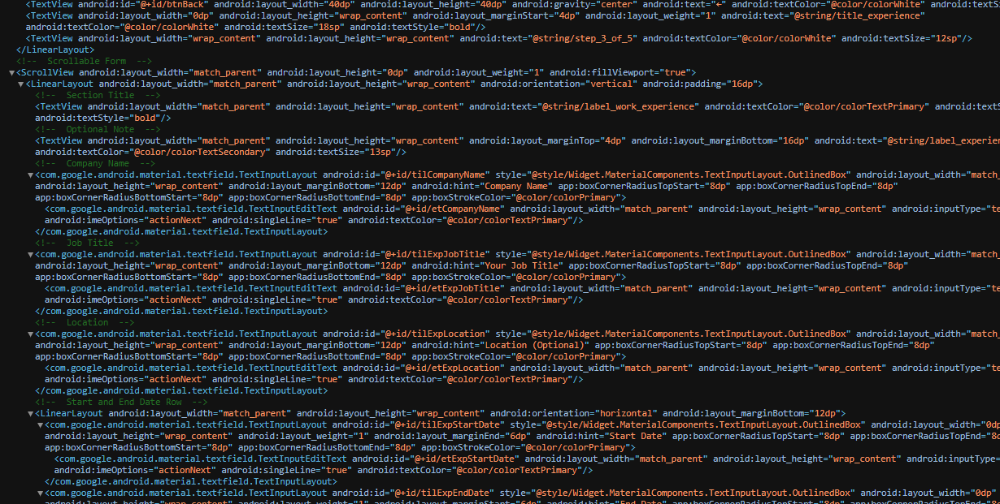 <TextView android:id="@+id/btnBack" android:layout_width="40dp" android:layout_height="40dp" android:gravity="center" android:text="←" android:textColor="@color/colorWhite" android:textSi
<TextView android:layout_width="0dp" android:layout_height="wrap_content" android:layout_marginStart="4dp" android:layout_weight="1" android:text="@string/title_experience"
android:textColor="@color/colorWhite" android:textSize="18sp" android:textStyle="bold"/>
<TextView android:layout_width="wrap_content" android:layout_height="wrap_content" android:text="@string/step_3_of_5" android:textColor="@color/colorWhite" android:textSize="12sp"/>
</LinearLayout>
<!-- Scrollable Form -->
▼<ScrollView android:layout_width="match_parent" android:layout_height="0dp" android:layout_weight="1" android:fillViewport="true">
▼<LinearLayout android:layout_width="match_parent" android:layout_height="wrap_content" android:orientation="vertical" android:padding="16dp">
<!-- Section Title -->
<TextView android:layout_width="match_parent" android:layout_height="wrap_content" android:text="@string/label_work_experience" android:textColor="@color/colorTextPrimary" android:textS
android:textStyle="bold"/>
<!-- Optional Note -->
<TextView android:layout_width="match_parent" android:layout_height="wrap_content" android:layout_marginTop="4dp" android:layout_marginBottom="16dp" android:text="@string/label_experien
android:textColor="@color/colorTextSecondary" android:textSize="13sp"/>
<!-- Company Name -->
▼<com.google.android.material.textfield.TextInputLayout android:id="@+id/tilCompanyName" style="@style/Widget.MaterialComponents.TextInputLayout.OutlinedBox" android:layout_width="match_
android:layout_height="wrap_content" android:layout_marginBottom="12dp" android:hint="Company Name" app:boxCornerRadiusTopStart="8dp" app:boxCornerRadiusTopEnd="8dp"
app:boxCornerRadiusBottomStart="8dp" app:boxCornerRadiusBottomEnd="8dp" app:boxStrokeColor="@color/colorPrimary">
<com.google.android.material.textfield.TextInputEditText android:id="@+id/etCompanyName" android:layout_width="match_parent" android:layout_height="wrap_content" android:inputType="te
android:imeOptions="actionNext" android:singleLine="true" android:textColor="@color/colorTextPrimary"/>
</com.google.android.material.textfield.TextInputLayout>
<!-- Job Title -->
▼<com.google.android.material.textfield.TextInputLayout android:id="@+id/tilExpJobTitle" style="@style/Widget.MaterialComponents.TextInputLayout.OutlinedBox" android:layout_width="match_
android:layout_height="wrap_content" android:layout_marginBottom="12dp" android:hint="Your Job Title" app:boxCornerRadiusTopStart="8dp" app:boxCornerRadiusTopEnd="8dp"
app:boxCornerRadiusBottomStart="8dp" app:boxCornerRadiusBottomEnd="8dp" app:boxStrokeColor="@color/colorPrimary">
<com.google.android.material.textfield.TextInputEditText android:id="@+id/etExpJobTitle" android:layout_width="match_parent" android:layout_height="wrap_content" android:inputType="te
android:imeOptions="actionNext" android:singleLine="true" android:textColor="@color/colorTextPrimary"/>
</com.google.android.material.textfield.TextInputLayout>
<!-- Location -->
▼<com.google.android.material.textfield.TextInputLayout android:id="@+id/tilExpLocation" style="@style/Widget.MaterialComponents.TextInputLayout.OutlinedBox" android:layout_width="match_
android:layout_height="wrap_content" android:layout_marginBottom="12dp" android:hint="Location (Optional)" app:boxCornerRadiusTopStart="8dp" app:boxCornerRadiusTopEnd="8dp"
app:boxCornerRadiusBottomStart="8dp" app:boxCornerRadiusBottomEnd="8dp" app:boxStrokeColor="@color/colorPrimary">
<com.google.android.material.textfield.TextInputEditText android:id="@+id/etExpLocation" android:layout_width="match_parent" android:layout_height="wrap_content" android:inputType="te
android:imeOptions="actionNext" android:singleLine="true" android:textColor="@color/colorTextPrimary"/>
</com.google.android.material.textfield.TextInputLayout>
<!-- Start and End Date Row -->
▼<LinearLayout android:layout_width="match_parent" android:layout_height="wrap_content" android:orientation="horizontal" android:layout_marginBottom="12dp">
▼<com.google.android.material.textfield.TextInputLayout android:id="@+id/tilExpStartDate" style="@style/Widget.MaterialComponents.TextInputLayout.OutlinedBox" android:layout_width="0dp
android:layout_height="wrap_content" android:layout_weight="1" android:layout_marginEnd="6dp" android:hint="Start Date" app:boxCornerRadiusTopStart="8dp" app:boxCornerRadiusTopEnd="8d
app:boxCornerRadiusBottomStart="8dp" app:boxCornerRadiusBottomEnd="8dp" app:boxStrokeColor="@color/colorPrimary">
<com.google.android.material.textfield.TextInputEditText android:id="@+id/etExpStartDate" android:layout_width="match_parent" android:layout_height="wrap_content" android:inputType=
android:imeOptions="actionNext" android:singleLine="true" android:textColor="@color/colorTextPrimary"/>
</com.google.android.material.textfield.TextInputLayout>
▼<com.google.android.material.textfield.TextInputLayout android:id="@+id/tilExpEndDate" style="@style/Widget.MaterialComponents.TextInputLayout.OutlinedBox" android:layout_width="0dp"
android:layout_height="wrap_content" android:layout_weight="1" android:layout_marginStart="6dp" android:hint="End Date" app:boxCornerRadiusTopStart="8dp" app:boxCornerRadiusTopEnd="8d